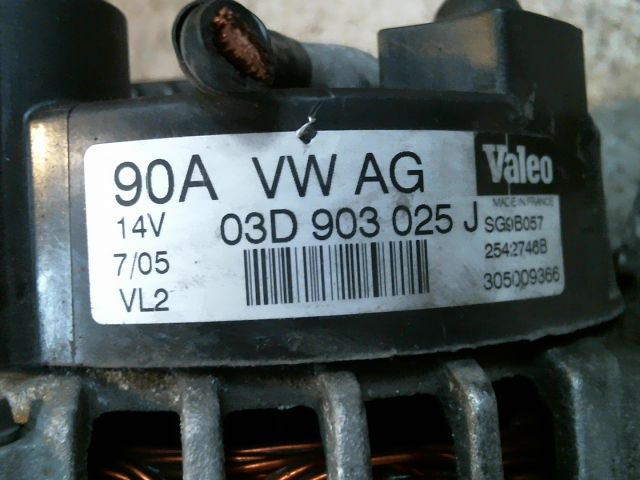 90A VW AG
Valeo
MADE IN FRANCE
14V
03D 903 025 J
SG9B057
7/05
2542746B
VL2
305009366